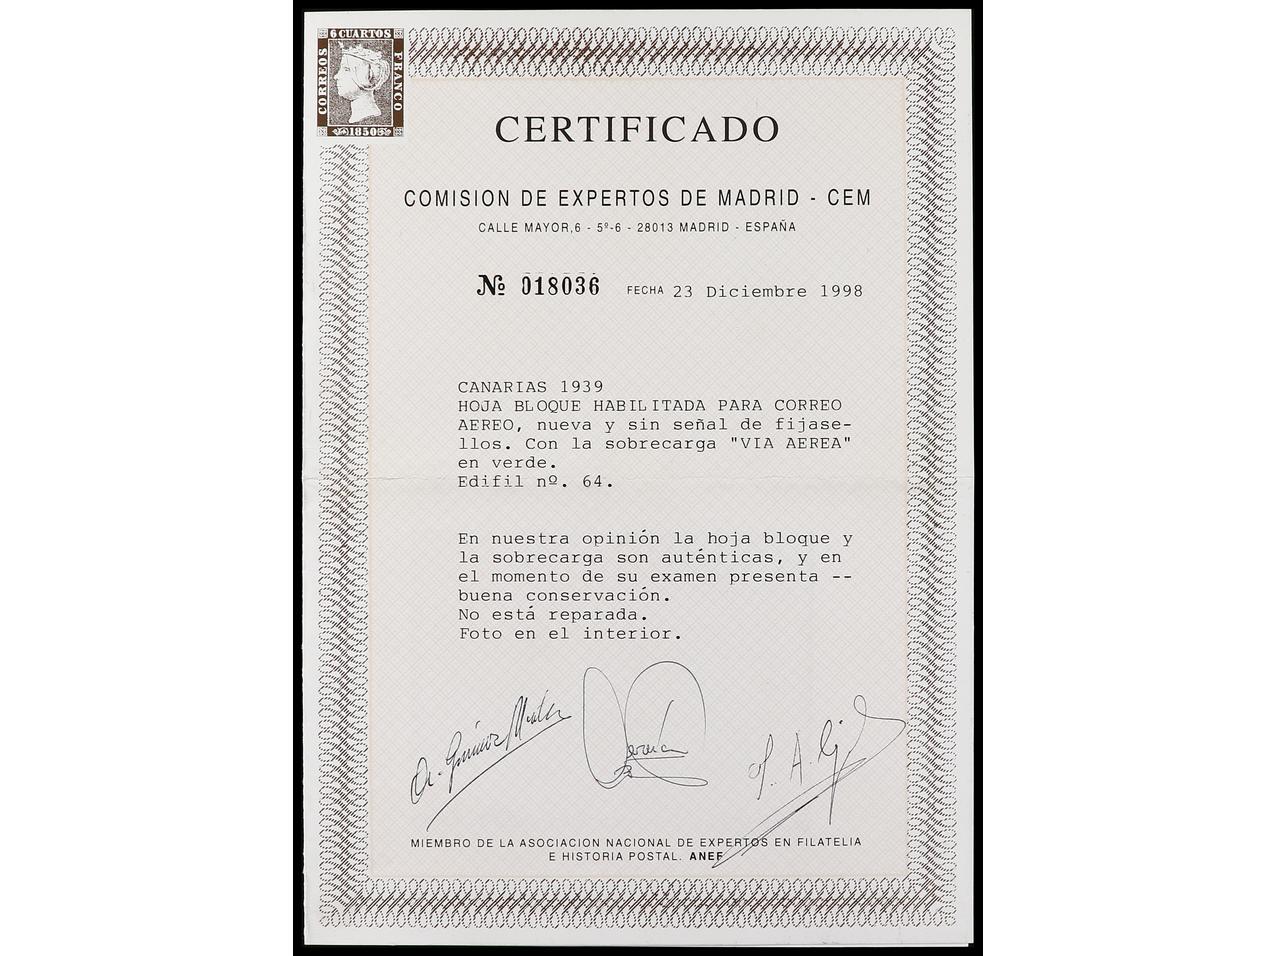 6 CUARTOS
CORREOS
FRANCO
1850
CERTIFICADO
COMISION DE EXPERTOS DE MADRID - CEM
CALLE MAYOR,6 - 5º-6 - 28013 MADRID - ESPAÑA
Nº 018036 FECHA 23 Diciembre 1998
CANARIAS 1939
HOJA BLOQUE HABILITADA PARA CORREO
AEREO, nueva y sin señal de fijase-
llos. Con la sobrecarga "VIA AEREA"
en verde.
Edifil nº. 64.
En nuestra opinión la hoja bloque y
la sobrecarga son auténticas, y en
el momento de su examen presenta --
buena conservación.
No está reparada.
Foto en el interior.
MIEMBRO DE LA ASOCIACION NACIONAL DE EXPERTOS EN FILATELIA
E HISTORIA POSTAL. ANEF